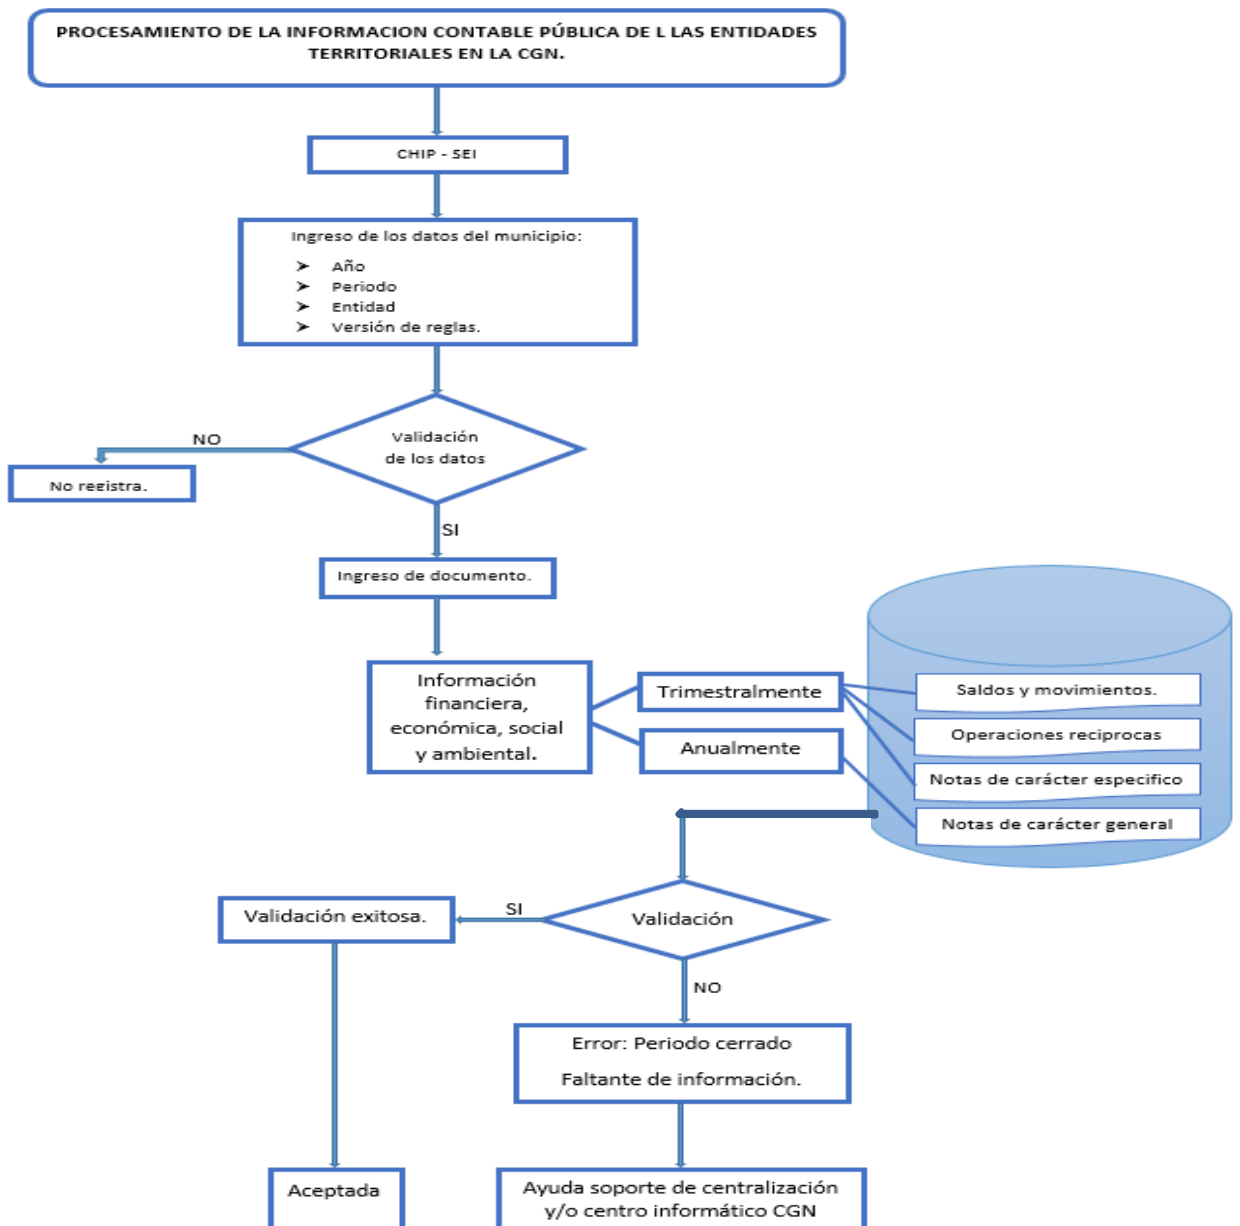 PROCESAMIENTO DE LA INFORMACION CONTABLE PÚBLICA DE L LAS ENTIDADES
TERRITORIALES EN LA CGN.
CHIP - SEI
Ingreso de los datos del municipio:
➤ Año
➤ Periodo
➤ Entidad
➤ Versión de reglas.
Validación
de los datos
NO
No registra.
SI
Ingreso de documento.
Información
financiera,
económica, social
y ambiental.
Trimestralmente
Anualmente
Saldos y movimientos.
Operaciones reciprocas
Notas de carácter especifico
Notas de carácter general
Validación
SI
Validación exitosa.
NO
Error: Periodo cerrado
Faltante de información.
Aceptada
Ayuda soporte de centralización
y/o centro informático CGN